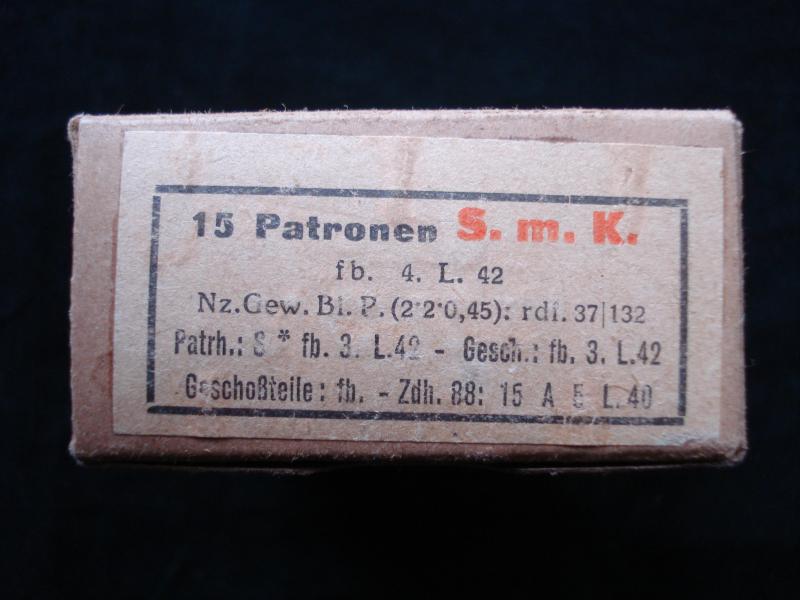 15 Patronen S. m. K.
fb. 4. L. 42
Nz.Gew. Bl. P. (2·2·0,45): rdf. 37|132
Patrh.: S * fb. 3. L.42 - Gesch.: fb. 3. L.42
Geschoßteile: fb. - Zdh. 88: 15 A 5 L. 40